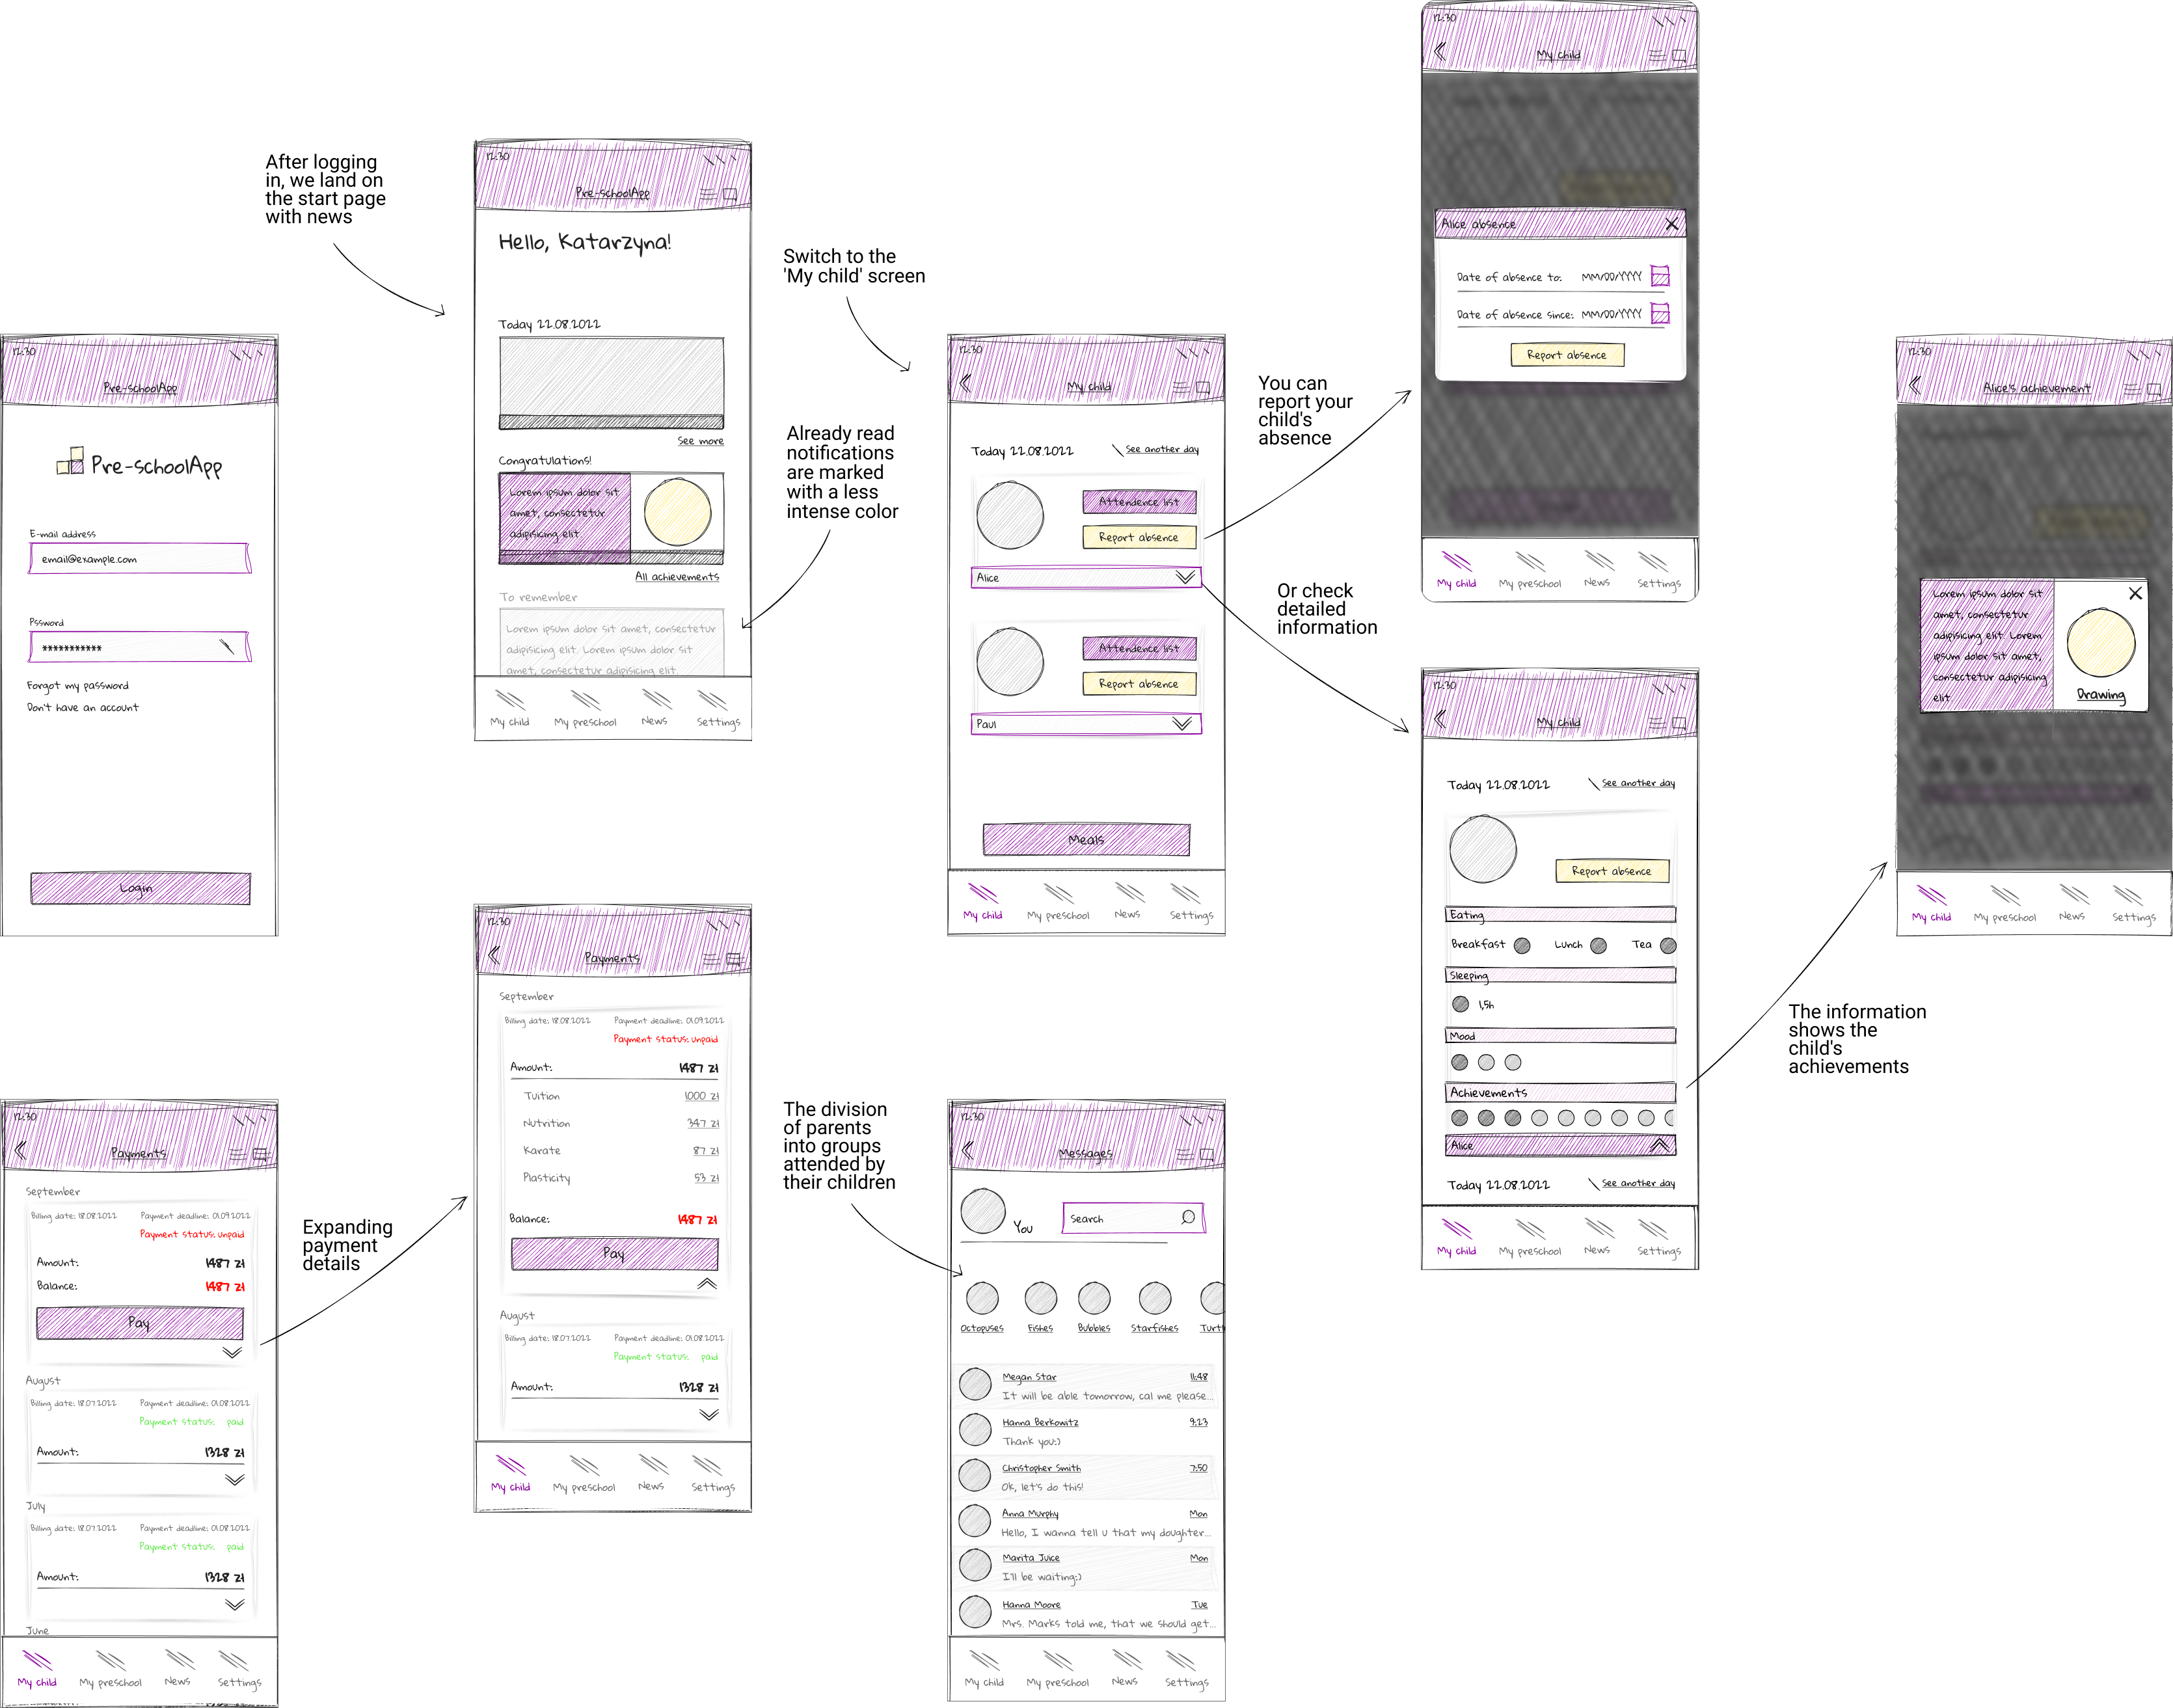 12:30
Pre-schoolApp
Pre-schoolApp
E-mail address
email@example.com
Pssword
***********
Forgot my password
Don't have an account
Login
After logging
in, we land on
the start page
with news
12:30
Pre-schoolApp
Hello, Katarzyna!
Today 22.08.2022
See more
Congratulations!
Lorem ipsum dolor sit
amet, consectetur
adipisicing elit.
All achievements
To remember
Lorem ipsum dolor sit amet, consectetur
adipisicing elit. Lorem ipsum dolor sit
amet, consectetur adipisicing elit.
My child My preschool News Settings
Switch to the
'My child' screen
Already read
notifications
are marked
with a less
intense color
12:30
My child
Today 22.08.2022 See another day
Attendence list
Report absence
Alice
Attendence list
Report absence
Paul
Meals
My child My preschool News Settings
You can
report your
child's
absence
12:30
My child
Alice absence
Date of absence to: MM/DD/YYYY
Date of absence since: MM/DD/YYYY
Report absence
My child My preschool News Settings
Or check
detailed
information
12:30
My child
Today 22.08.2022 See another day
Report absence
Eating
Breakfast Lunch Tea
Sleeping
1,5h
Mood
Achievements
Alice
Today 22.08.2022 See another day
My child My preschool News Settings
The information
shows the
child's
achievements
12:30
Alice's achievement
Lorem ipsum dolor sit
amet, consectetur
adipisicing elit. Lorem
ipsum dolor sit amet,
consectetur adipisicing
elit.
Drawing
My child My preschool News Settings
12:30
Payments
September
Billing date: 18.08.2022 Payment deadline: 01.09.2022
Payment status: unpaid
Amount: 1487 zł
Balance: 1487 zł
Pay
August
Billing date: 18.07.2022 Payment deadline: 01.08.2022
Payment status: paid
Amount: 1328 zł
July
Billing date: 18.07.2022 Payment deadline: 01.08.2022
Payment status: paid
Amount: 1328 zł
June
My child My preschool News Settings
Expanding
payment
details
12:30
Payments
September
Billing date: 18.08.2022 Payment deadline: 01.09.2022
Payment status: unpaid
Amount: 1487 zł
Tuition 1000 zł
Nutrition 347 zł
Karate 87 zł
Plasticity 53 zł
Balance: 1487 zł
Pay
August
Billing date: 18.07.2022 Payment deadline: 01.08.2022
Payment status: paid
Amount: 1328 zł
My child My preschool News Settings
The division
of parents
into groups
attended by
their children
12:30
Messages
You
Search
Octopuses Fishes Bubbles Starfishes Turtl
Megan Star 11:48
It will be able tomorrow, cal me please...
Hanna Berkowitz 9:23
Thank you:)
Christopher Smith 7:50
Ok, let's do this!
Anna Murphy Mon
Hello, I wanna tell u that my doughter...
Marita Juice Mon
I'll be waiting:)
Hanna Moore Tue
Mrs. Marks told me, that we should get...
My child My preschool News Settings